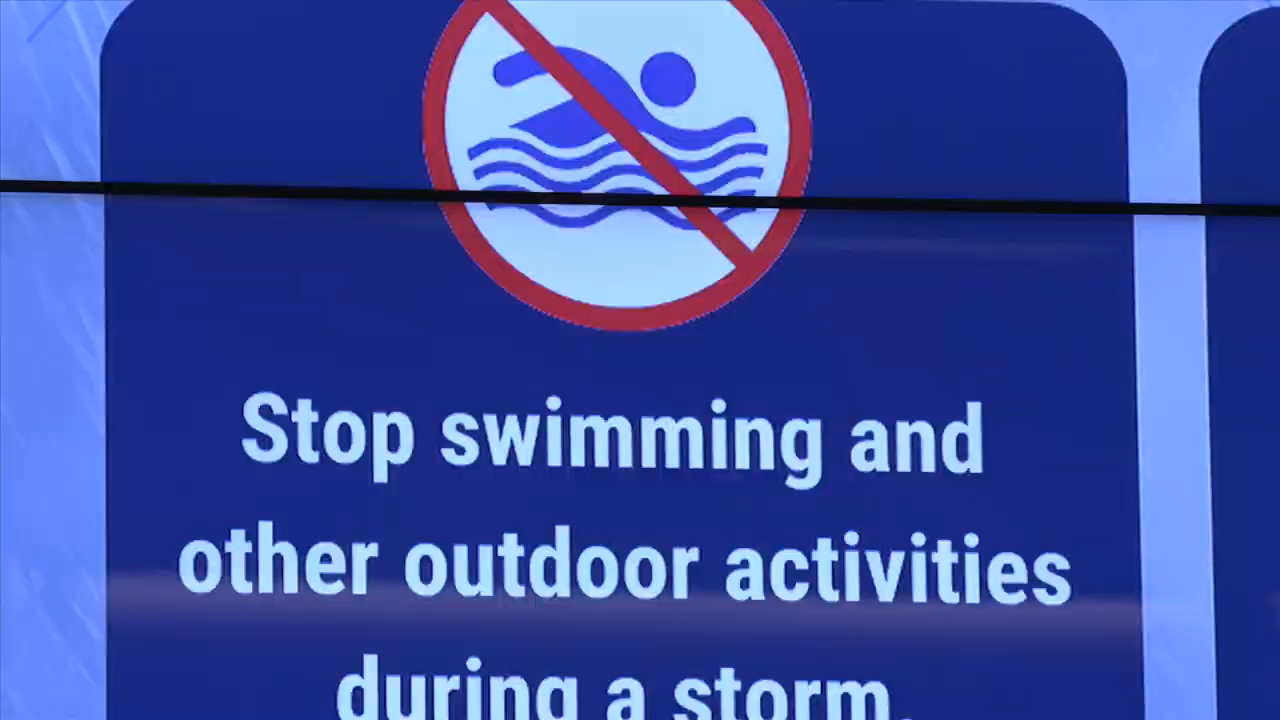 Stop swimming and
other outdoor activities
during a storm.